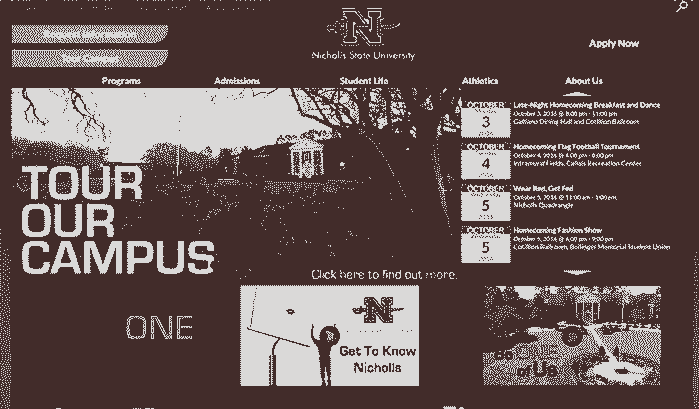 Request Information
Visit Campus
N
Nicholls State University
Apply Now
Programs
Admissions
Student Life
Athletics
About Us
TOUR
OUR
CAMPUS
Click here to find out more.
OCTOBER
3
Late-Night Homecoming Breakfast and Dance
October 3, 2016 @ 8:00 pm - 11:00 pm
Galliano Dining Hall and Cotillion Ballroom
OCTOBER
4
Homecoming Flag Football Tournament
October 4, 2016 @ 4:00 pm - 6:00 pm
Intramural Fields, Recreation Center
OCTOBER
5
Wear Red, Get Fed
October 5, 2016 @ 11:00 am - 1:00 pm
Nicholls Quadrangle
OCTOBER
5
Homecoming Fashion Show
October 5, 2016 @ 6:00 pm - 9:00 pm
Cotillion Ballroom, Bollinger Memorial Student Union
ONE
N
Get To Know
Nicholls
Be ONE
of Us